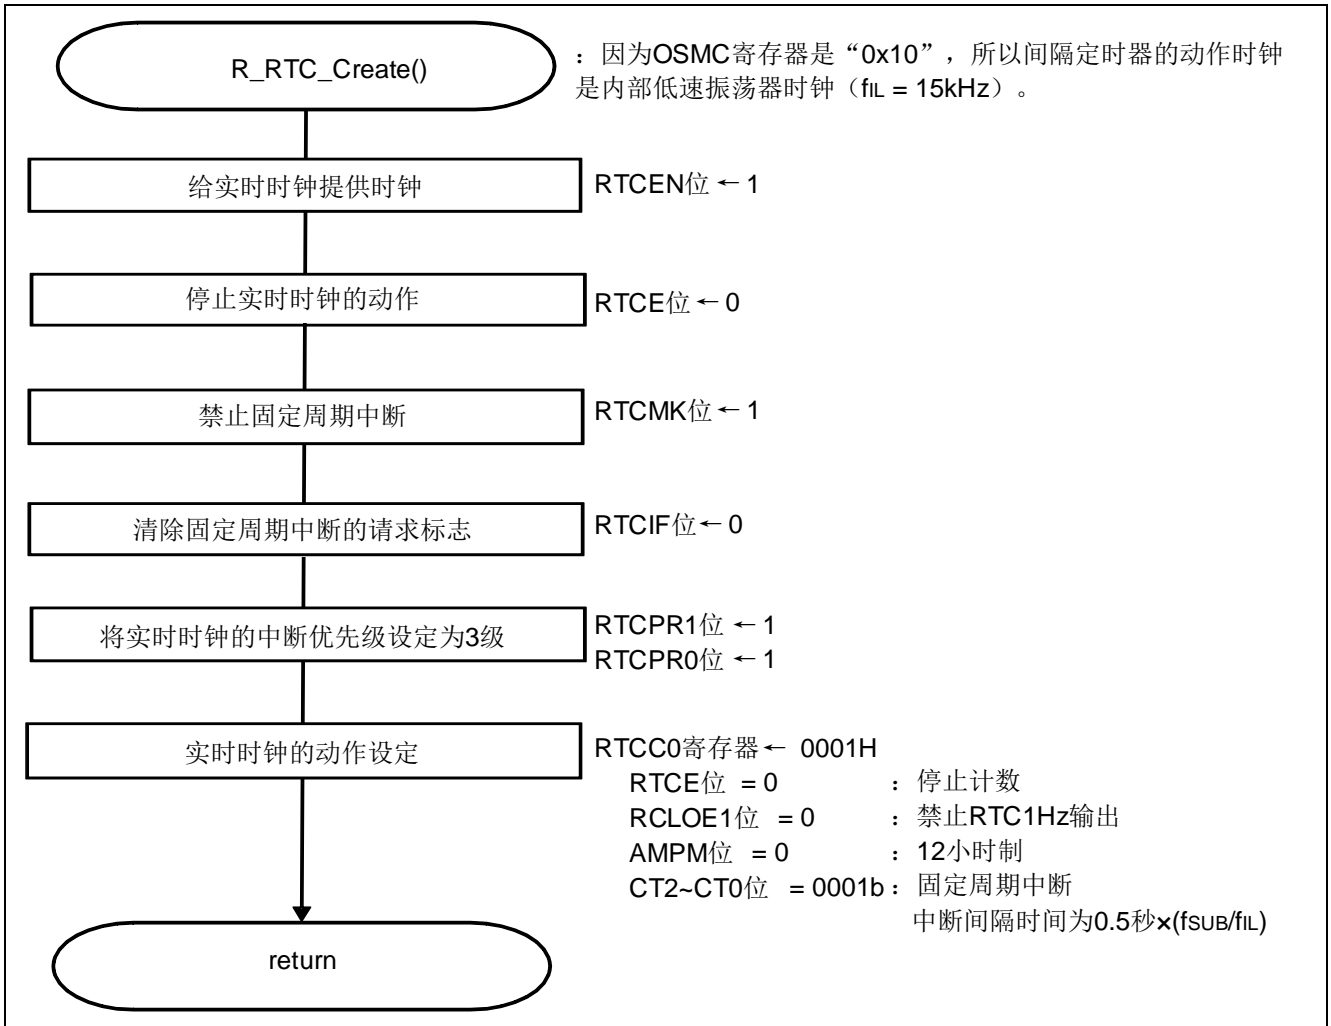 R_RTC_Create()
：因为OSMC寄存器是“0x10”，所以间隔定时器的动作时钟
是内部低速振荡器时钟（fIL = 15kHz）。
给实时时钟提供时钟
RTCEN位 ← 1
停止实时时钟的动作
RTCE位 ← 0
禁止固定周期中断
RTCMK位 ← 1
清除固定周期中断的请求标志
RTCIF位 ← 0
将实时时钟的中断优先级设定为3级
RTCPR1位 ← 1
RTCPR0位 ← 1
实时时钟的动作设定
RTCC0寄存器 ← 0001H
RTCE位 = 0 ：停止计数
RCLOE1位 = 0 ：禁止RTC1Hz输出
AMPM位 = 0 ：12小时制
CT2~CT0位 = 0001b：固定周期中断
中断间隔时间为0.5秒×(fSUB/fIL)
return